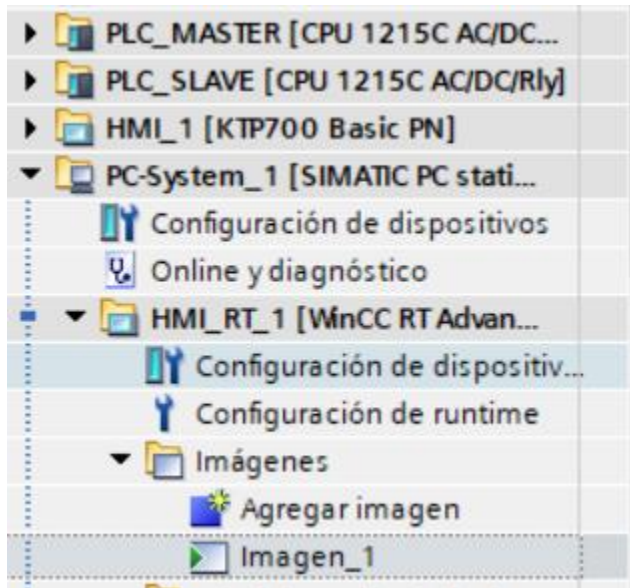 PLC_MASTER [CPU 1215C AC/DC...
PLC_SLAVE [CPU 1215C AC/DC/Rly]
HMI_1 [KTP700 Basic PN]
PC-System_1 [SIMATIC PC stati...
Configuración de dispositivos
Online y diagnóstico
HMI_RT_1 [WinCC RT Advan...
Configuración de dispositiv...
Configuración de runtime
Imágenes
Agregar imagen
Imagen_1